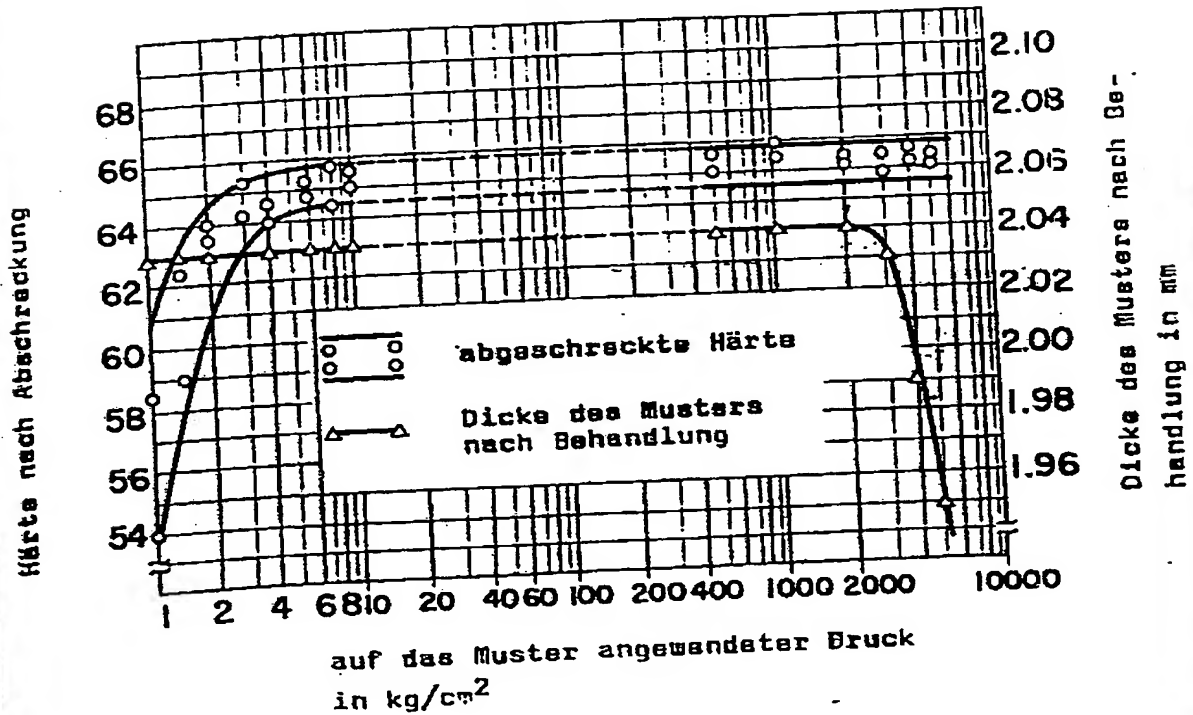 68
66
64
62
60
58
56
54
2.10
2.08
2.06
2.04
2.02
2.00
1.98
1.96
Härte nach Abschreckung
Dicke des Musters nach Be-
handlung in mm
abgeschreckte Härte
Dicke des Musters
nach Behandlung
1 2 4 6 8 10 20 40 60 100 200 400 1000 2000 10000
auf das Muster angewendeter Druck
in kg/cm²